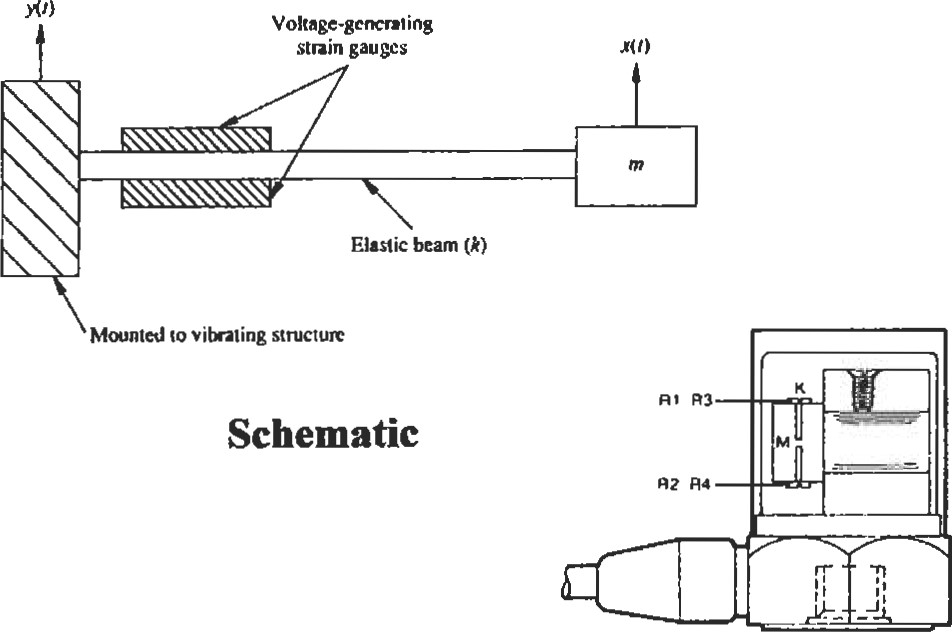 y(t)
Voltage-generating
strain gauges
x(t)
m
Elastic beam (k)
Mounted to vibrating structure
Schematic
K
R1 R3
M
R2 R4